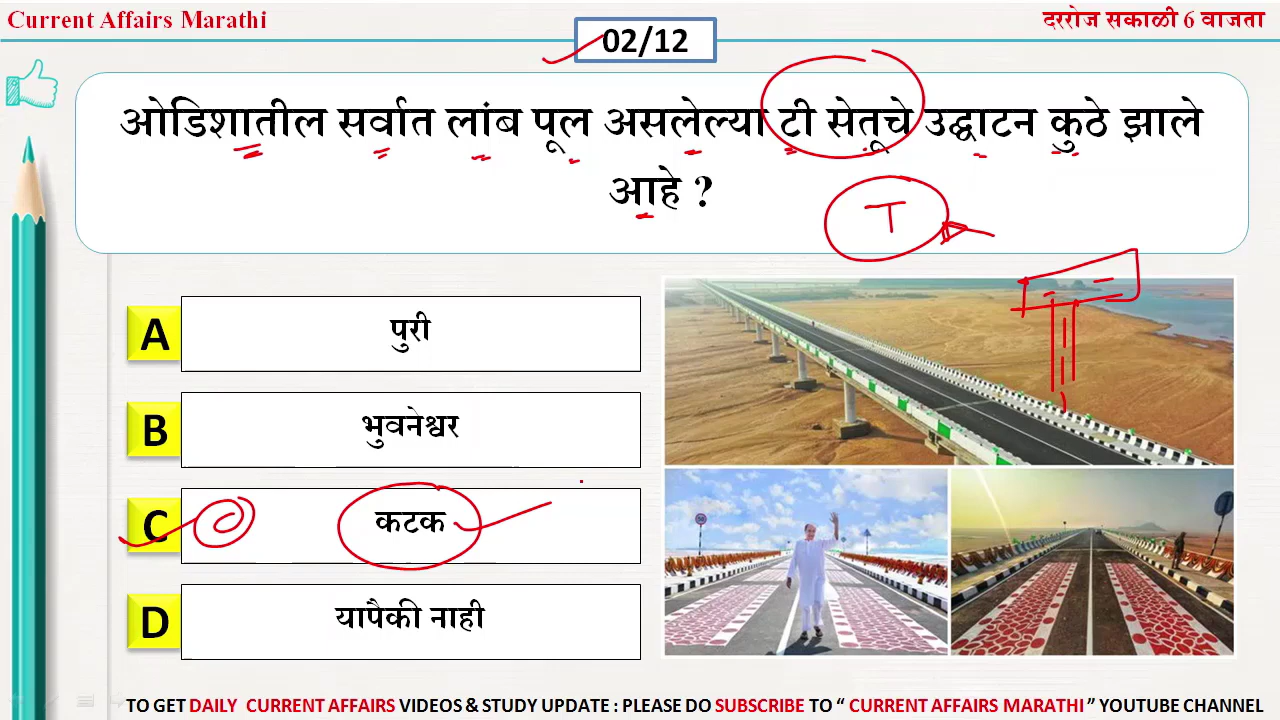 Current Affairs Marathi
दररोज सकाळी 6 वाजता
02/12
ओडिशातील सर्वात लांब पूल असलेल्या टी सेतूचे उद्घाटन कुठे झाले
आहे ?
T
A
पुरी
B
भुवनेश्वर
C
कटक
D
यापैकी नाही
TO GET DAILY CURRENT AFFAIRS VIDEOS & STUDY UPDATE : PLEASE DO SUBSCRIBE TO “ CURRENT AFFAIRS MARATHI ” YOUTUBE CHANNEL